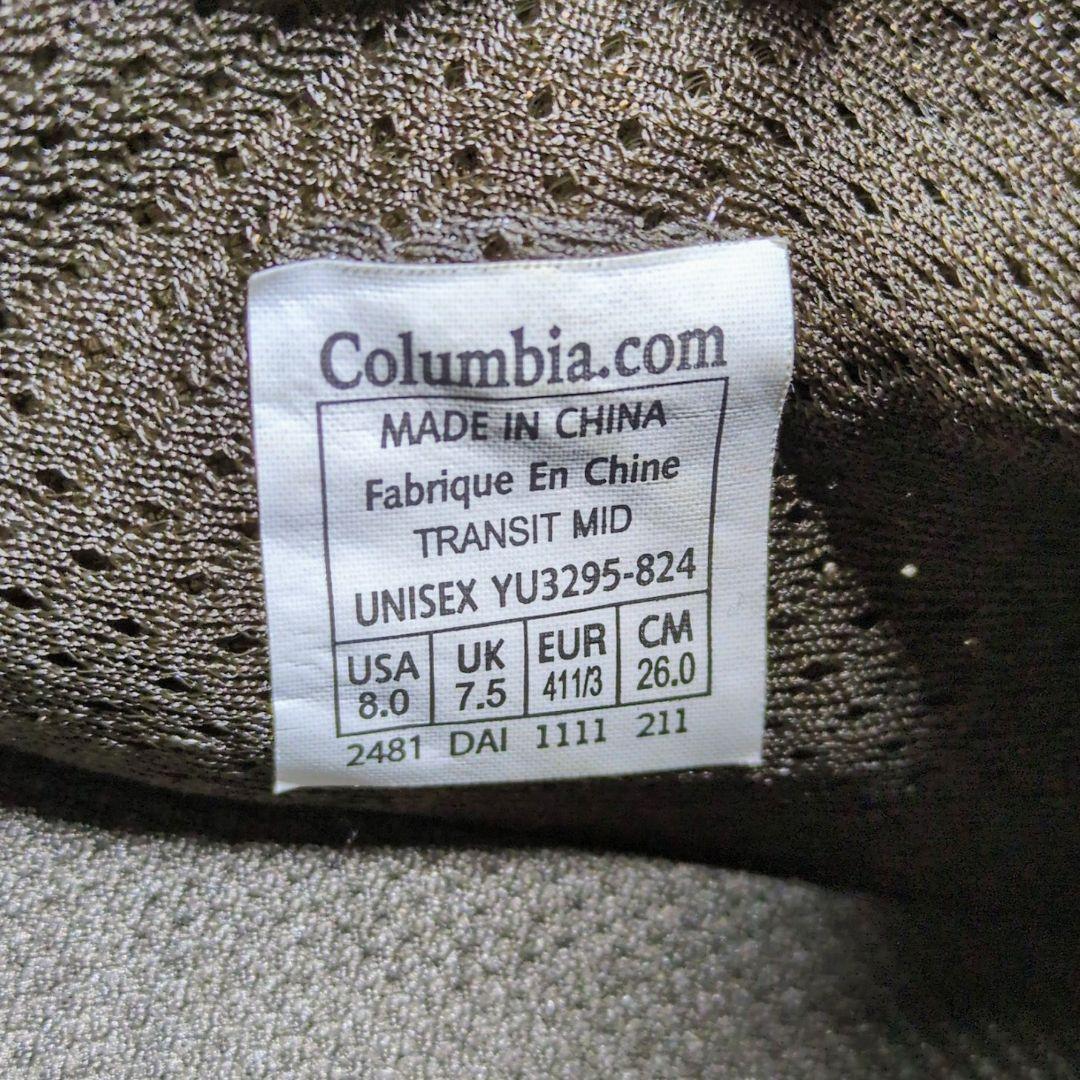 Columbia.com
MADE IN CHINA
Fabrique En Chine
TRANSIT MID
UNISEX YU3295-824
USA UK EUR CM
8.0 7.5 411/3 26.0
2481 DAI 1111 211